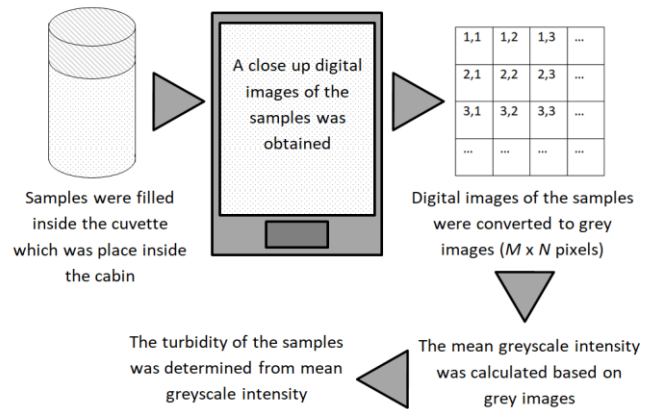 A close up digital
images of the
samples was
obtained
1,1 1,2 1,3 ...
2,1 2,2 2,3 ...
3,1 3,2 3,3 ...
... ... ... ...
Samples were filled
inside the cuvette
which was place inside
the cabin
Digital images of the samples
were converted to grey
images (M x N pixels)
The mean greyscale intensity
was calculated based on
grey images
The turbidity of the samples
was determined from mean
greyscale intensity